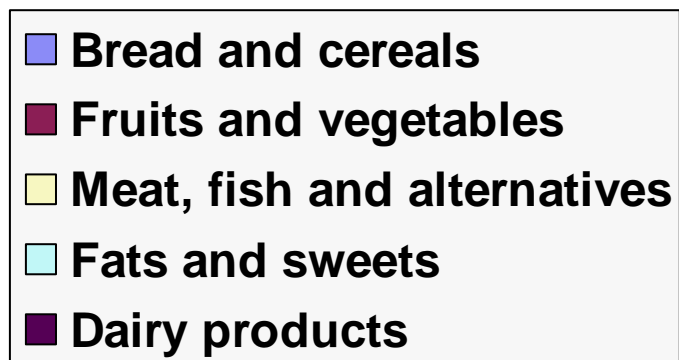 Bread and cereals
Fruits and vegetables
Meat, fish and alternatives
Fats and sweets
Dairy products